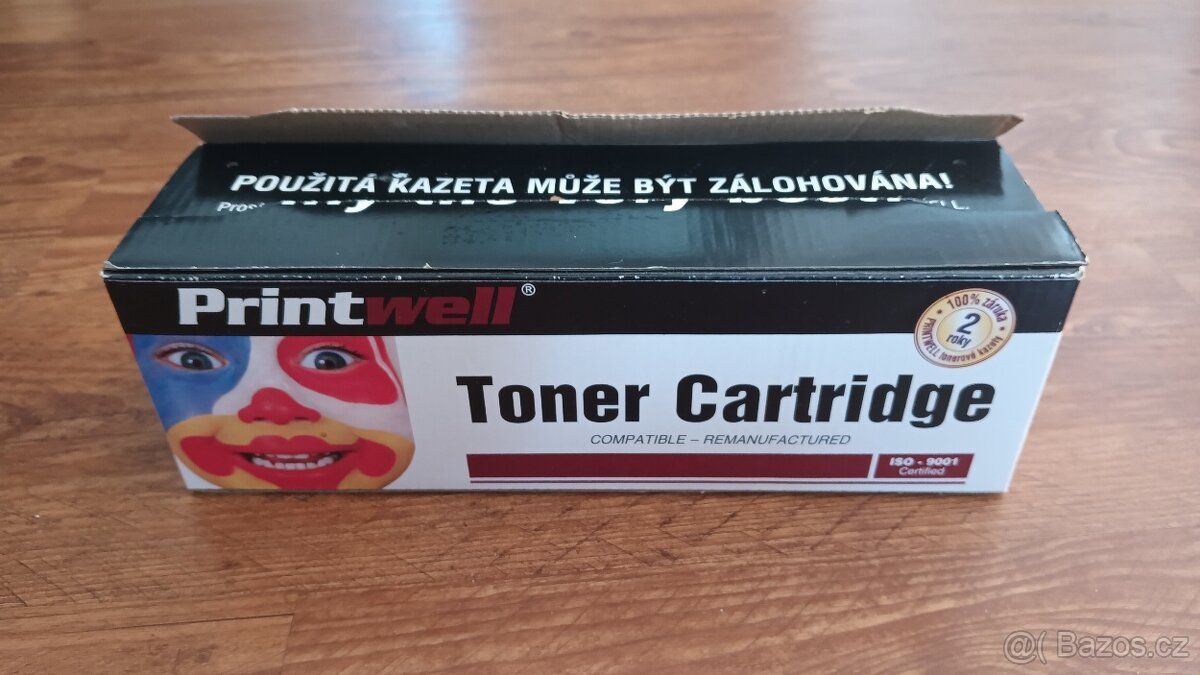 POUŽITÁ KAZETA MŮŽE BÝT ZÁLOHOVÁNA!
Printwell®
100% záruka
2
roky
PRINTWELL tonerové kazety
Toner Cartridge
COMPATIBLE – REMANUFACTURED
ISO - 9001
Certified
@( Bazos.cz